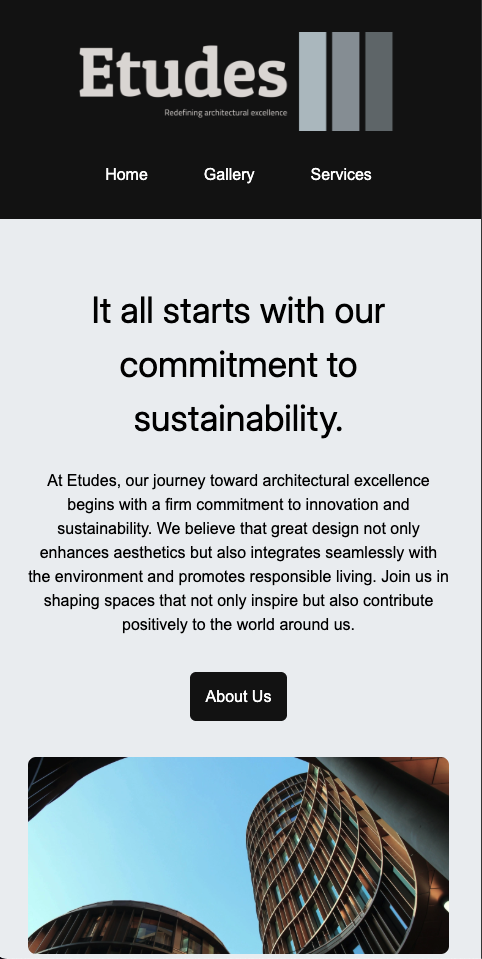 Etudes
Redefining architectural excellence
Home Gallery Services
It all starts with our
commitment to
sustainability.
At Etudes, our journey toward architectural excellence
begins with a firm commitment to innovation and
sustainability. We believe that great design not only
enhances aesthetics but also integrates seamlessly with
the environment and promotes responsible living. Join us in
shaping spaces that not only inspire but also contribute
positively to the world around us.
About Us